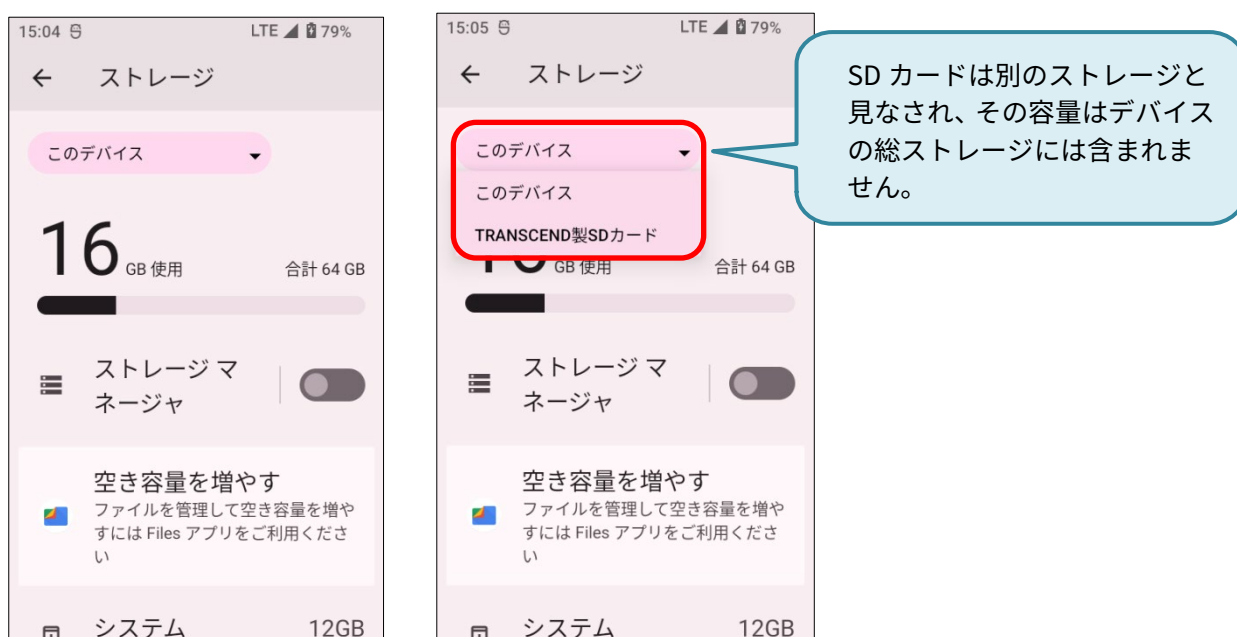 15:04 LTE 79%
ストレージ
このデバイス
16 GB 使用 合計 64 GB
ストレージ マ
ネージャ
空き容量を増やす
ファイルを管理して空き容量を増や
すには Files アプリをご利用くださ
い
システム 12GB
15:05 LTE 79%
ストレージ
このデバイス
このデバイス
TRANSCEND製SDカード
GB 使用 合計 64 GB
ストレージ マ
ネージャ
空き容量を増やす
ファイルを管理して空き容量を増や
すには Files アプリをご利用くださ
い
システム 12GB
SD カードは別のストレージと
見なされ、その容量はデバイス
の総ストレージには含まれま
せん。